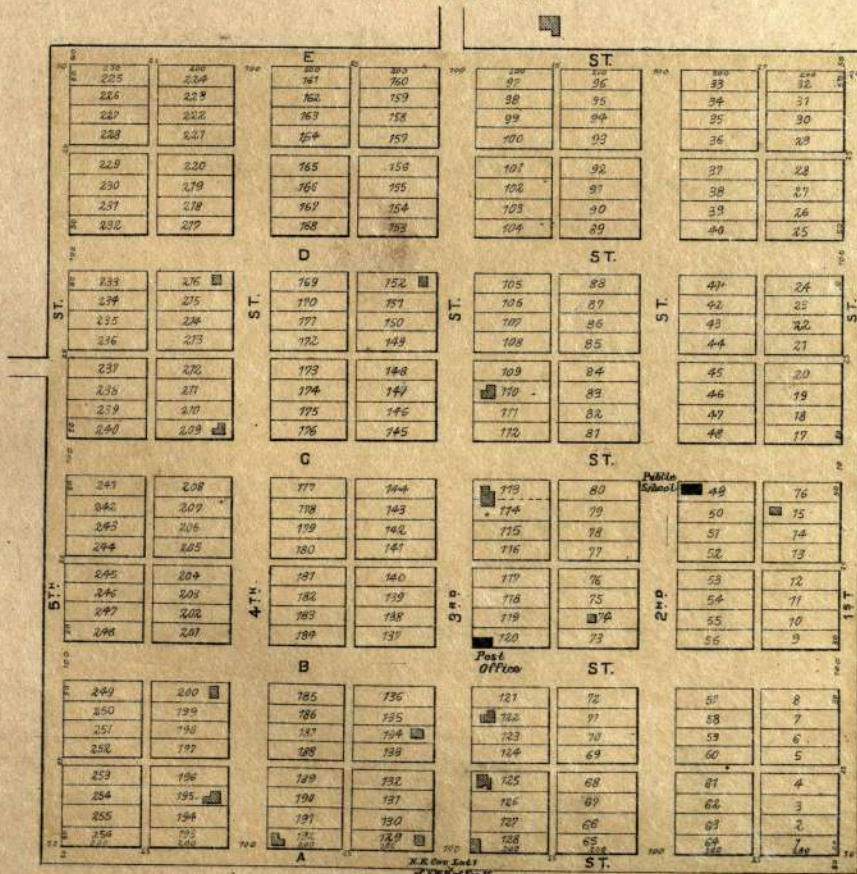 E ST.
225 224 161 160 97 96 33 32
226 223 162 159 98 95 34 31
227 222 163 158 99 94 35 30
228 221 164 157 100 93 36 29
229 220 165 156 101 92 37 28
230 219 166 155 102 91 38 27
231 218 167 154 103 90 39 26
232 217 168 153 104 89 40 25
D ST.
233 216 169 152 105 88 41 24
234 215 170 151 106 87 42 23
ST. ST. ST. ST. ST.
235 214 171 150 107 86 43 22
236 213 172 149 108 85 44 21
237 212 173 148 109 84 45 20
238 211 174 147 110 83 46 19
239 210 175 146 111 82 47 18
240 209 176 145 112 81 48 17
C ST.
Public
School
241 208 177 144 113 80 49 16
242 207 178 143 114 79 50 15
243 206 179 142 115 78 51 14
244 205 180 141 116 77 52 13
245 204 181 140 117 76 53 12
246 203 182 139 118 75 54 11
5TH 4TH. 3RD 2ND 1ST
247 202 183 138 119 74 55 10
248 201 184 137 120 73 56 9
Post
Office
B ST.
249 200 185 136 121 72 57 8
250 199 186 135 122 71 58 7
251 198 187 134 123 70 59 6
252 197 188 133 124 69 60 5
253 196 189 132 125 68 61 4
254 195 190 131 126 67 62 3
255 194 191 130 127 66 63 2
256 193 192 129 128 65 64 1
A ST.
N.E. Cor. Lot 1